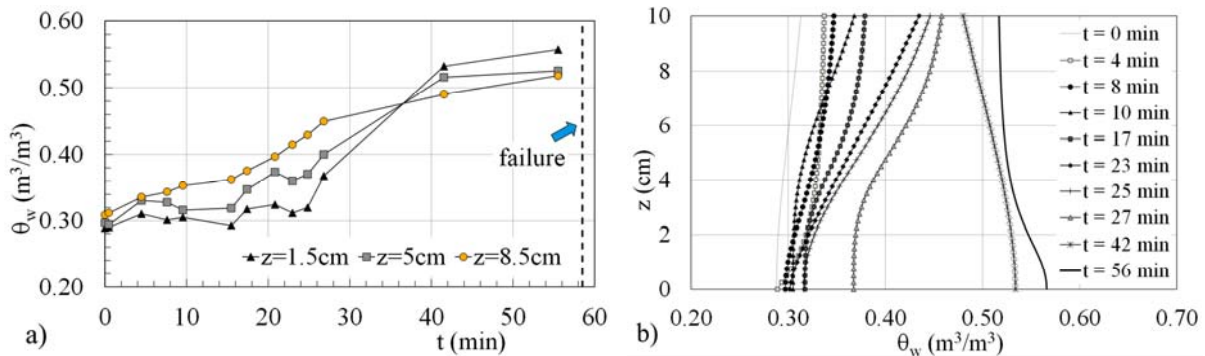 0.60
0.50
0.40
0.30
0.20
θw (m³/m³)
failure
z=1.5cm z=5cm z=8.5cm
0 10 20 30 40 50 60
a) t (min)
10
8
6
4
2
0
z (cm)
t = 0 min
t = 4 min
t = 8 min
t = 10 min
t = 17 min
t = 23 min
t = 25 min
t = 27 min
t = 42 min
t = 56 min
0.20 0.30 0.40 0.50 0.60 0.70
b) θw (m³/m³)